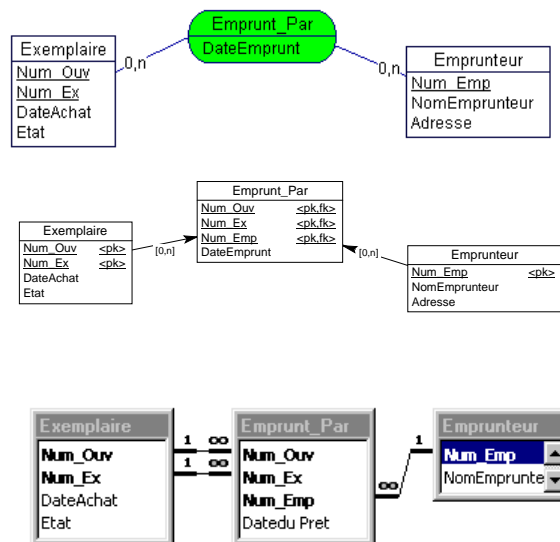 Emprunt_Par
DateEmprunt
Exemplaire
Num_Ouv
Num_Ex
DateAchat
Etat
0,n
0,n
Emprunteur
Num_Emp
NomEmprunteur
Adresse
Emprunt_Par
Num_Ouv <pk,fk>
Num_Ex <pk,fk>
Num_Emp <pk,fk>
DateEmprunt
Exemplaire
Num_Ouv <pk>
Num_Ex <pk>
DateAchat
Etat
[0,n]
[0,n]
Emprunteur
Num_Emp <pk>
NomEmprunteur
Adresse
Exemplaire
Num_Ouv
Num_Ex
DateAchat
Etat
1 ∞
1 ∞
Emprunt_Par
Num_Ouv
Num_Ex
Num_Emp
Datedu Pret
∞ 1
Emprunteur
Num_Emp
NomEmprunte